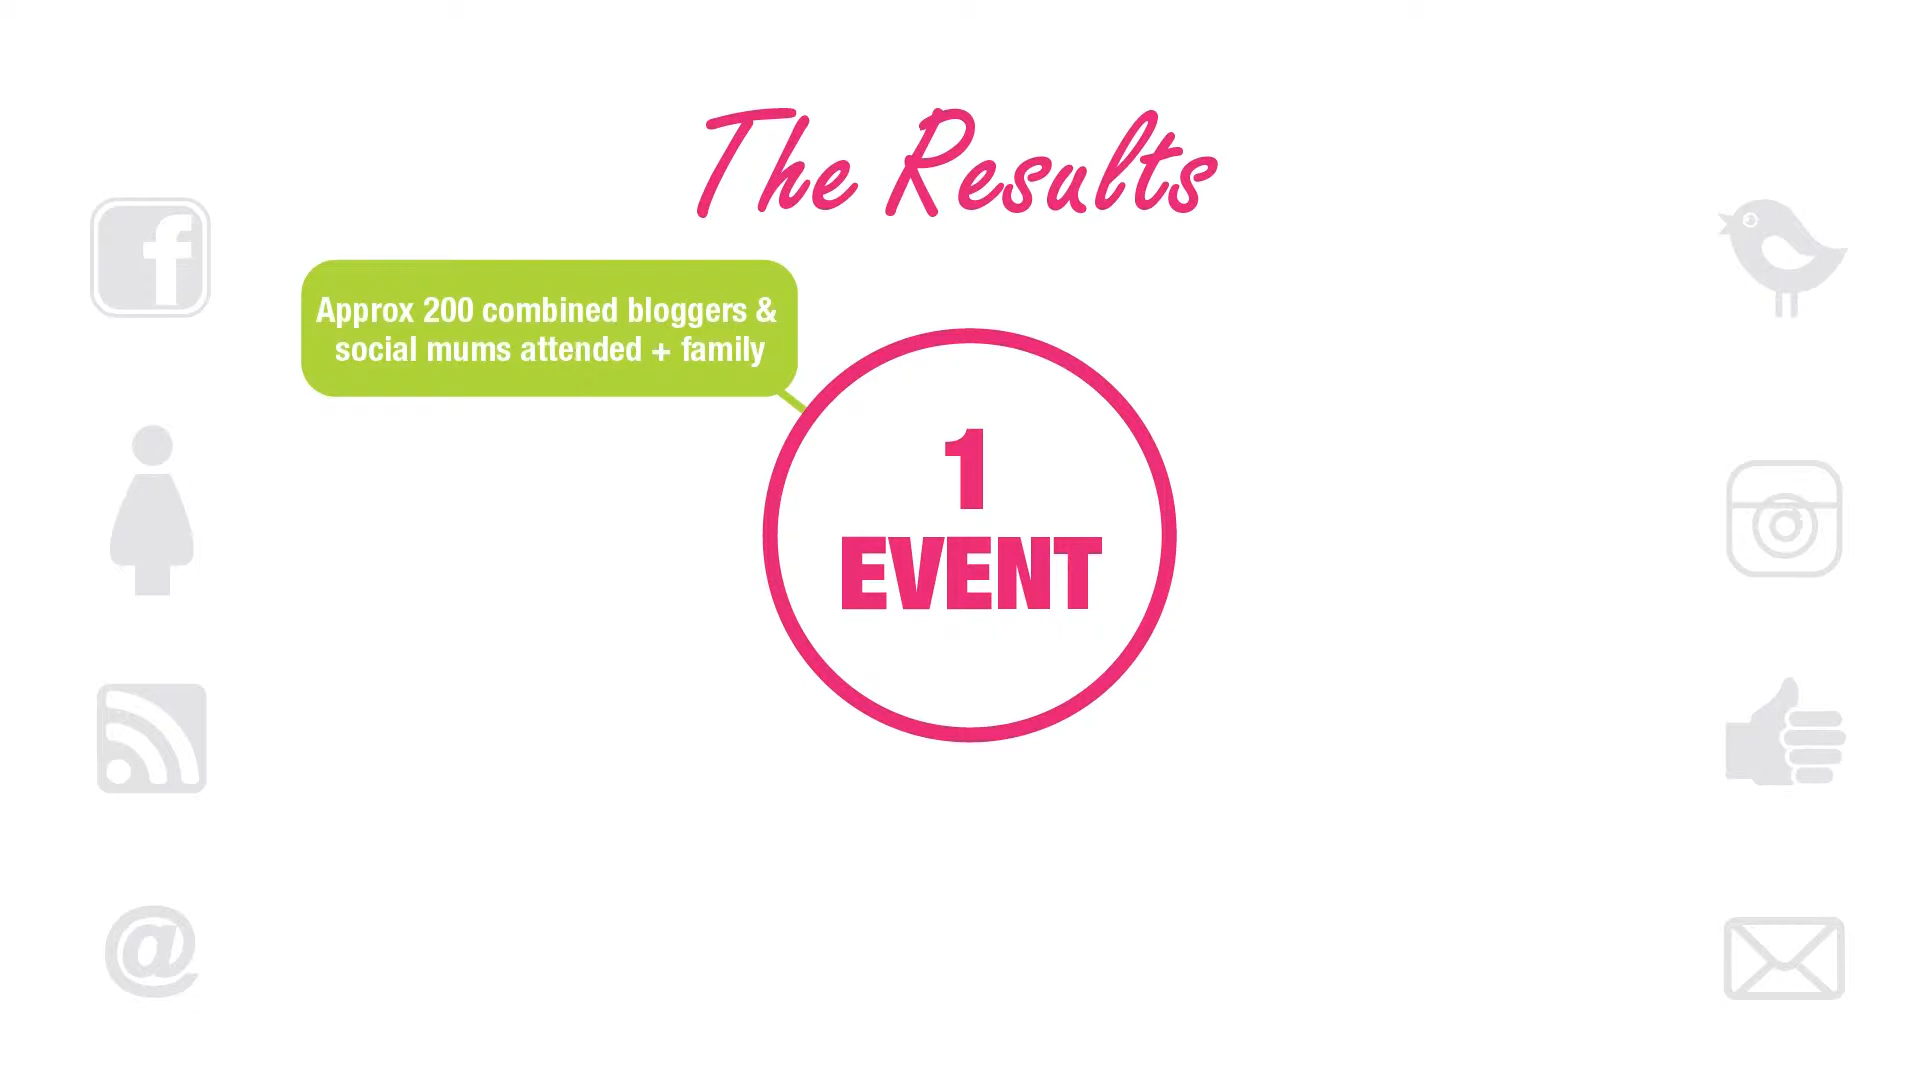 The Results
Approx 200 combined bloggers &
social mums attended + family
1
EVENT
f
@